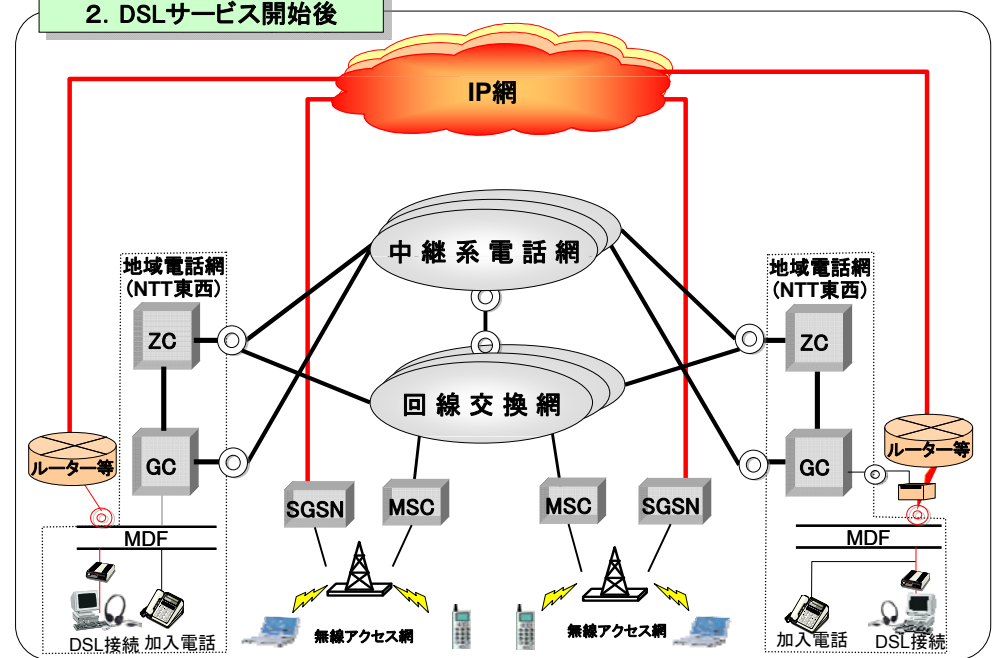 ２．DSLサービス開始後
IP網
中継系電話網
地域電話網
(NTT東西)
地域電話網
(NTT東西)
ZC
ZC
回線交換網
ルーター等
GC
GC
ルーター等
SGSN
MSC
MSC
SGSN
MDF
MDF
DSL接続
加入電話
無線アクセス網
無線アクセス網
加入電話
DSL接続